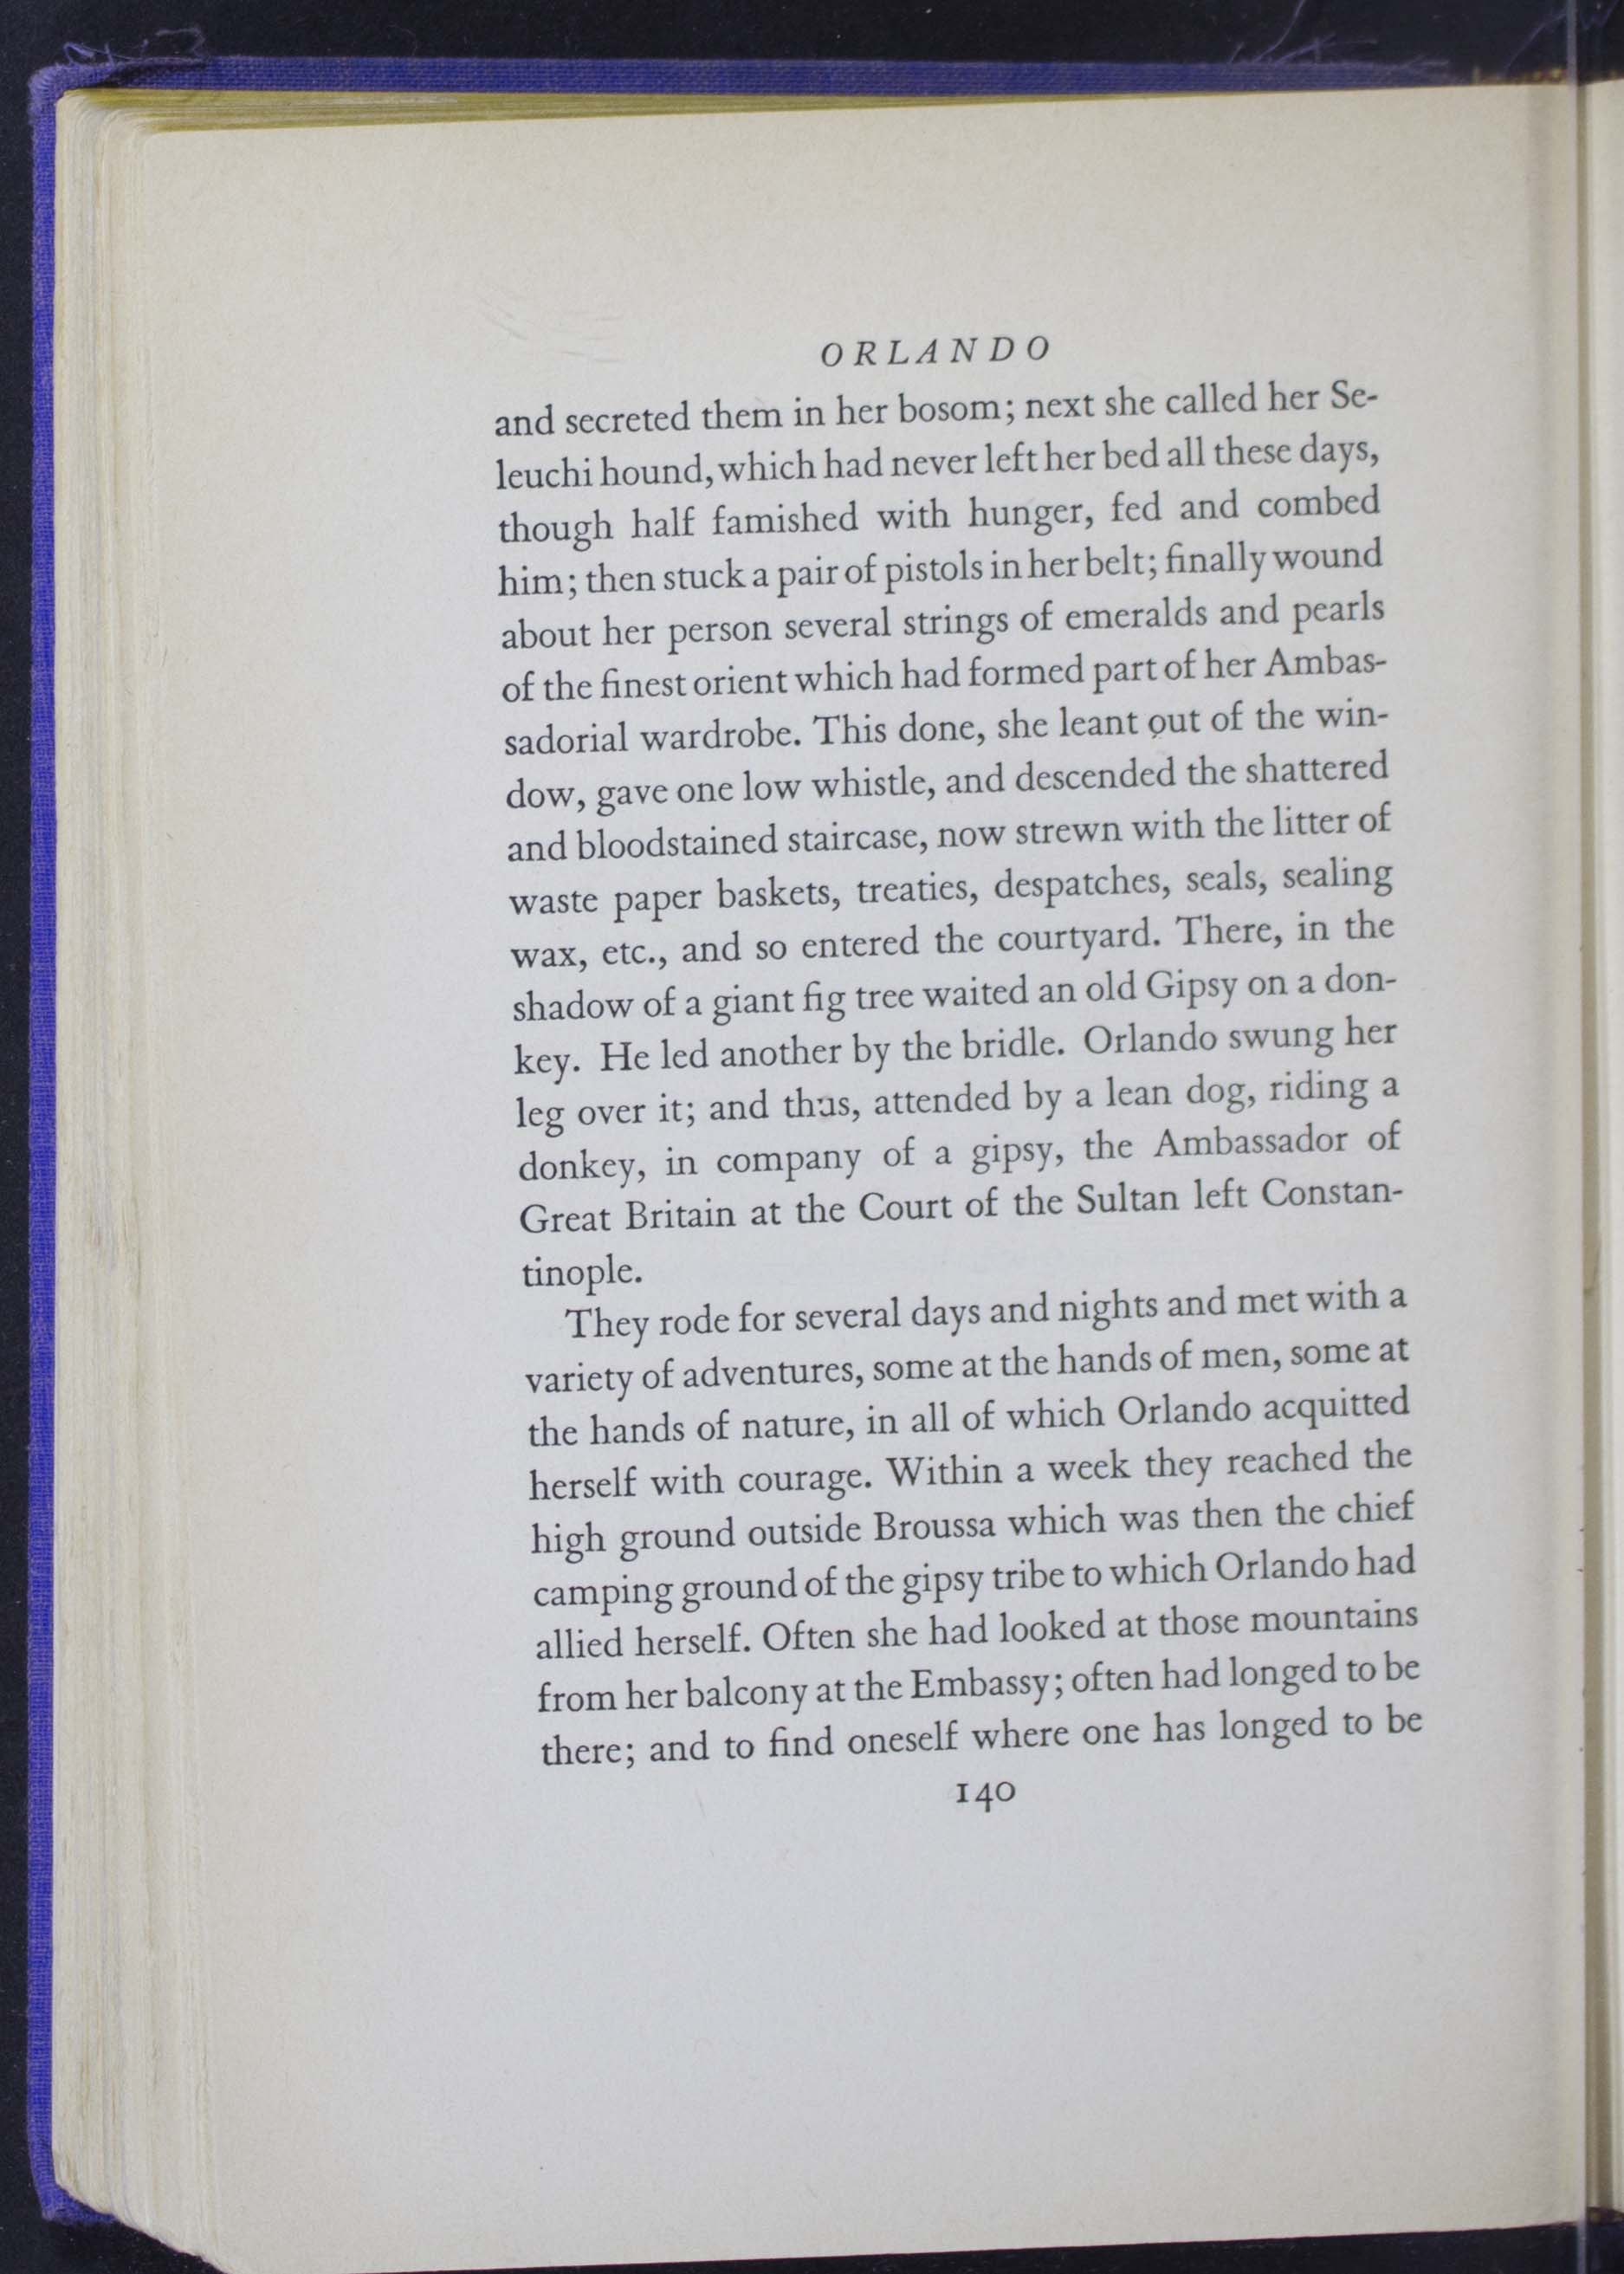 ORLANDO
and secreted them in her bosom; next she called her Se-
leuchi hound, which had never left her bed all these days,
though half famished with hunger, fed and combed
him; then stuck a pair of pistols in her belt; finally wound
about her person several strings of emeralds and pearls
of the finest orient which had formed part of her Ambas-
sadorial wardrobe. This done, she leant out of the win-
dow, gave one low whistle, and descended the shattered
and bloodstained staircase, now strewn with the litter of
waste paper baskets, treaties, despatches, seals, sealing
wax, etc., and so entered the courtyard. There, in the
shadow of a giant fig tree waited an old Gipsy on a don-
key. He led another by the bridle. Orlando swung her
leg over it; and thus, attended by a lean dog, riding a
donkey, in company of a gipsy, the Ambassador of
Great Britain at the Court of the Sultan left Constan-
tinople.
They rode for several days and nights and met with a
variety of adventures, some at the hands of men, some at
the hands of nature, in all of which Orlando acquitted
herself with courage. Within a week they reached the
high ground outside Broussa which was then the chief
camping ground of the gipsy tribe to which Orlando had
allied herself. Often she had looked at those mountains
from her balcony at the Embassy; often had longed to be
there; and to find oneself where one has longed to be
140